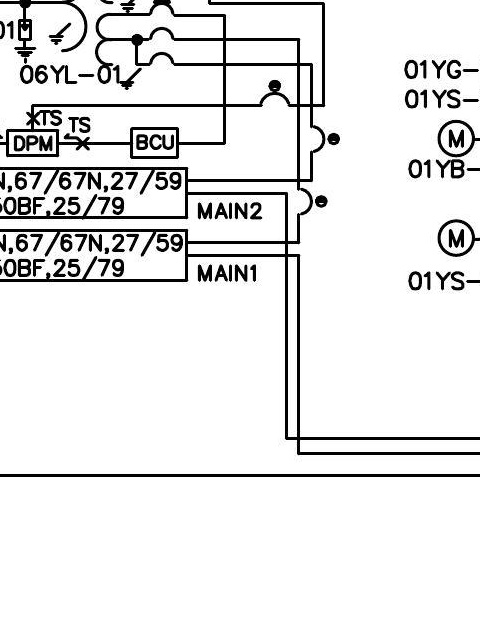 01
06YL-01
01YG-
01YS-
TS
TS
DPM
BCU
M
01YB-
N,67/67N,27/59
50BF,25/79
MAIN2
M
N,67/67N,27/59
50BF,25/79
MAIN1
01YS-